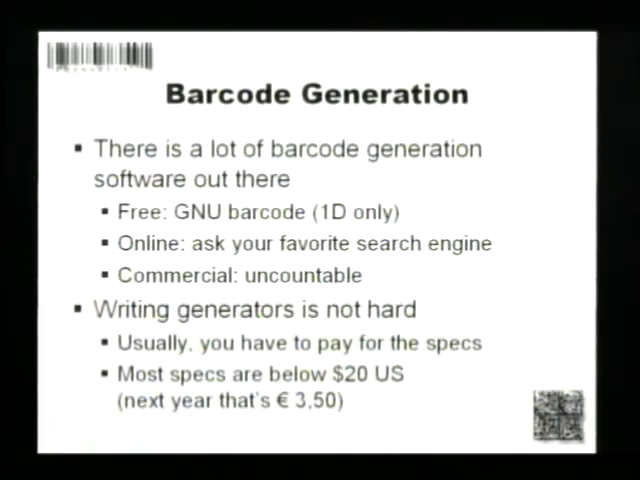 Barcode Generation
▪ There is a lot of barcode generation
software out there
▪ Free: GNU barcode (1D only)
▪ Online: ask your favorite search engine
▪ Commercial: uncountable
▪ Writing generators is not hard
▪ Usually, you have to pay for the specs
▪ Most specs are below $20 US
(next year that's € 3,50)